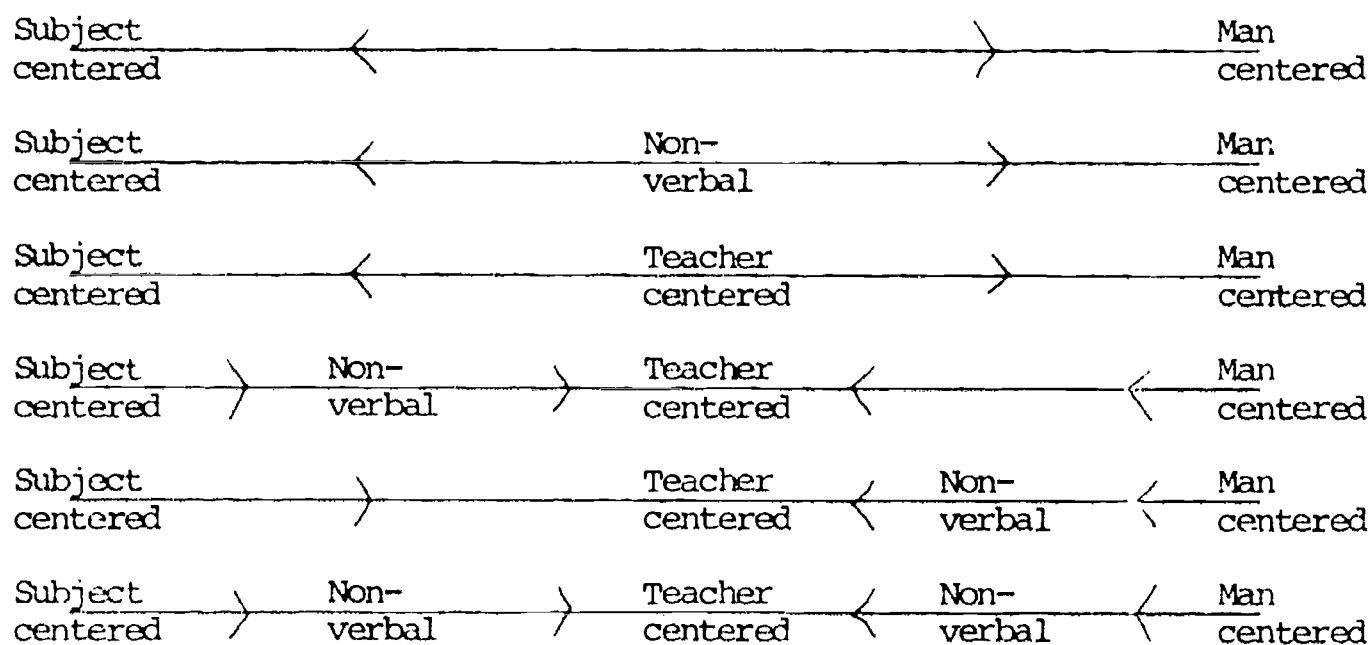 Subject Man
centered centered
Subject Non- Man
centered verbal centered
Subject Teacher Man
centered centered centered
Subject Non- Teacher Man
centered verbal centered centered
Subject Teacher Non- Man
centered centered verbal centered
Subject Non- Teacher Non- Man
centered verbal centered verbal centered